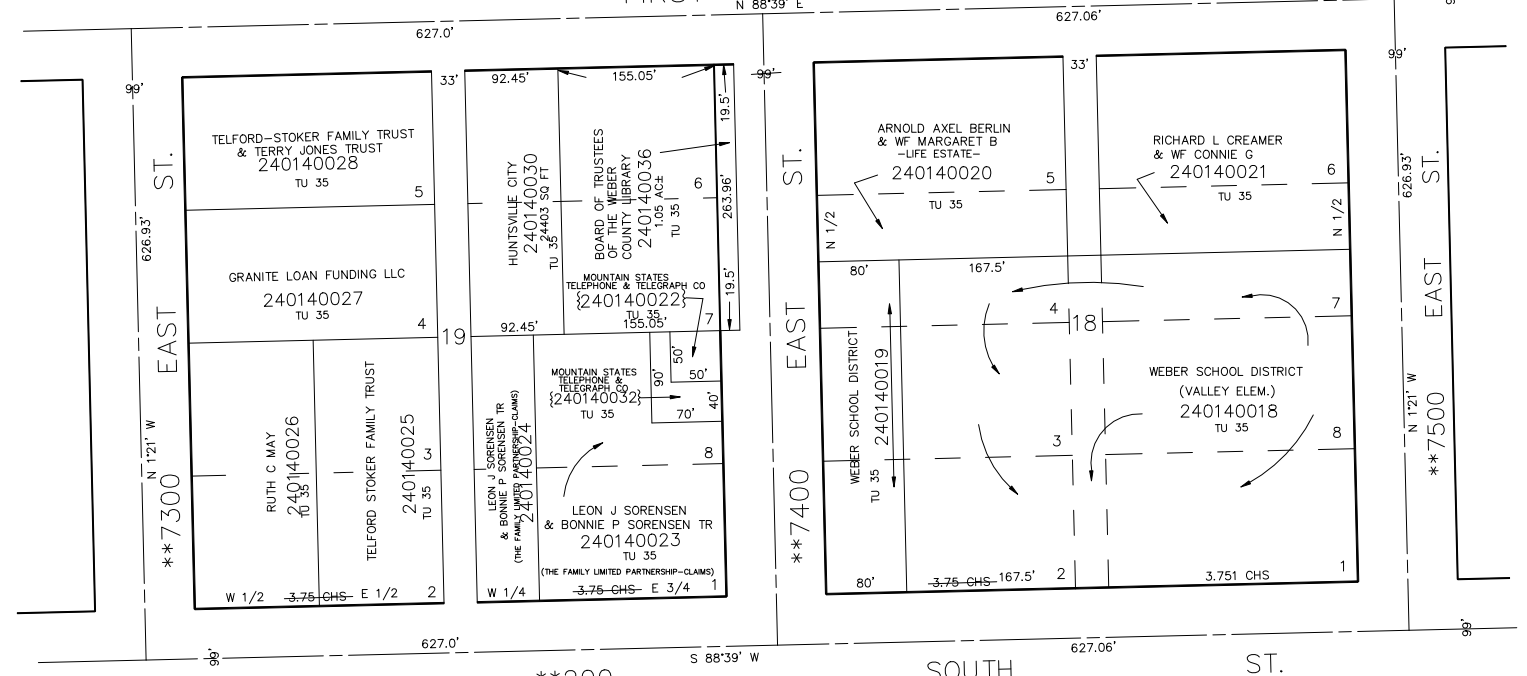 N 88°39' E
627.0'
627.06'
99'
33'
92.45'
155.05'
99'
33'
99'
TELFORD-STOKER FAMILY TRUST
& TERRY JONES TRUST
240140028
TU 35
5
626.93'
GRANITE LOAN FUNDING LLC
240140027
TU 35
4
19
N 1°21' W
**7300 EAST ST.
RUTH C MAY
240140026
TU 35
TELFORD STOKER FAMILY TRUST
240140025
TU 35
3
W 1/2
3.75 CHS
E 1/2
2
HUNTSVILLE CITY
240140030
24403 SQ FT
TU 35
BOARD OF TRUSTEES
OF THE WEBER
COUNTY LIBRARY
240140036
1.05 AC±
TU 35
6
19.5'
263.96'
19.5'
MOUNTAIN STATES
TELEPHONE & TELEGRAPH CO
{240140022}
TU 35
92.45'
155.05'
7
50'
50'
90'
40'
70'
MOUNTAIN STATES
TELEPHONE &
TELEGRAPH CO
{240140032}
TU 35
8
LEON J SORENSEN
& BONNIE P SORENSEN TR
(THE FAMILY LIMITED PARTNERSHIP-CLAIMS)
240140024
TU 35
LEON J SORENSEN
& BONNIE P SORENSEN TR
240140023
TU 35
(THE FAMILY LIMITED PARTNERSHIP-CLAIMS)
W 1/4
3.75 CHS
E 3/4
1
**7400 EAST ST.
ARNOLD AXEL BERLIN
& WF MARGARET B
-LIFE ESTATE-
240140020
TU 35
5
N 1/2
RICHARD L CREAMER
& WF CONNIE G
240140021
TU 35
6
N 1/2
80'
167.5'
4
18
7
WEBER SCHOOL DISTRICT
240140019
TU 35
WEBER SCHOOL DISTRICT
(VALLEY ELEM.)
240140018
TU 35
3
8
80'
3.75 CHS
167.5'
2
3.751 CHS
1
626.93'
N 1°21' W
**7500 EAST ST.
99'
627.0'
S 88°39' W
627.06'
99'
SOUTH ST.